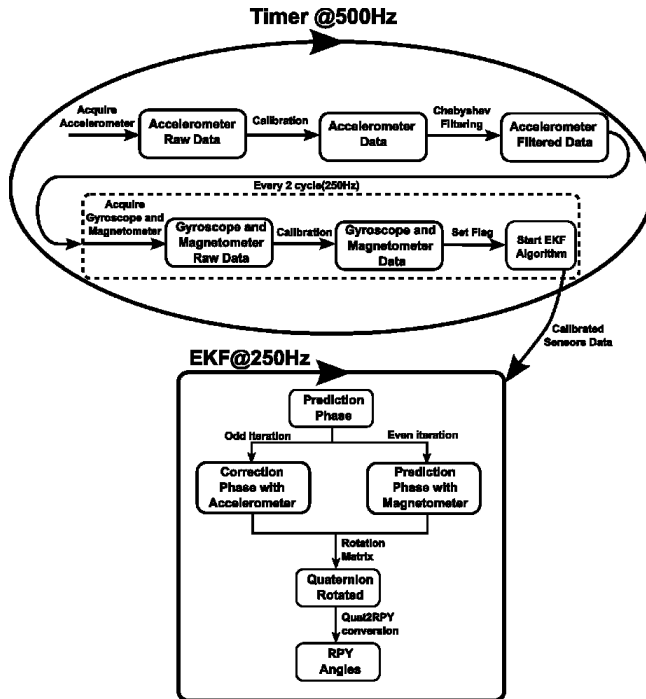 Timer @500Hz
Acquire
Accelerometer
Accelerometer
Raw Data
Calibration
Accelerometer
Data
Chebyshev
Filtering
Accelerometer
Filtered Data
Every 2 cycle(250Hz)
Acquire
Gyroscope and
Magnetometer
Gyroscope and
Magnetometer
Raw Data
Calibration
Gyroscope and
Magnetometer
Data
Set Flag
Start EKF
Algorithm
Calibrated
Sensors Data
EKF@250Hz
Prediction
Phase
Odd iteration
Even iteration
Correction
Phase with
Accelerometer
Prediction
Phase with
Magnetometer
Rotation
Matrix
Quaternion
Rotated
Quat2RPY
conversion
RPY
Angles